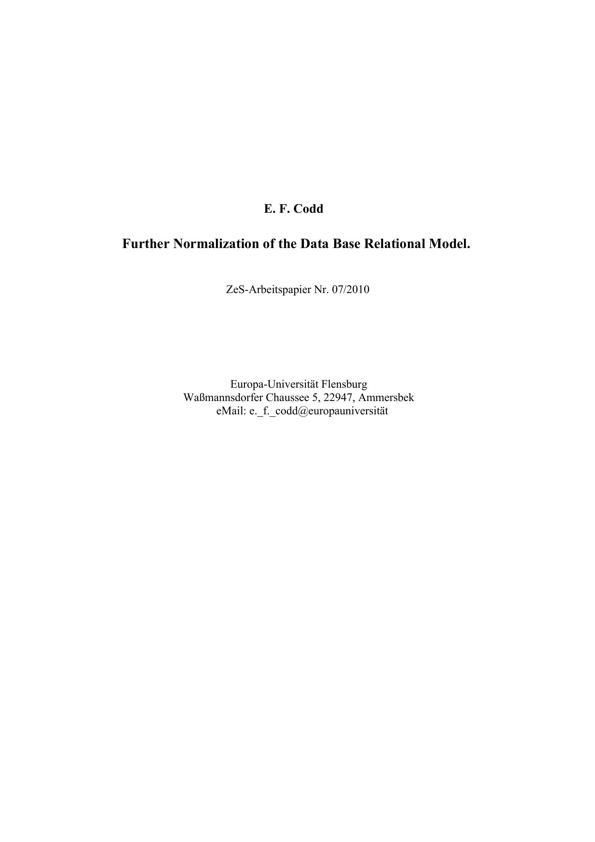 E. F. Codd
Further Normalization of the Data Base Relational Model.
ZeS-Arbeitspapier Nr. 07/2010
Europa-Universität Flensburg
Waßmannsdorfer Chaussee 5, 22947, Ammersbek
eMail: e._f._codd@europauniversität